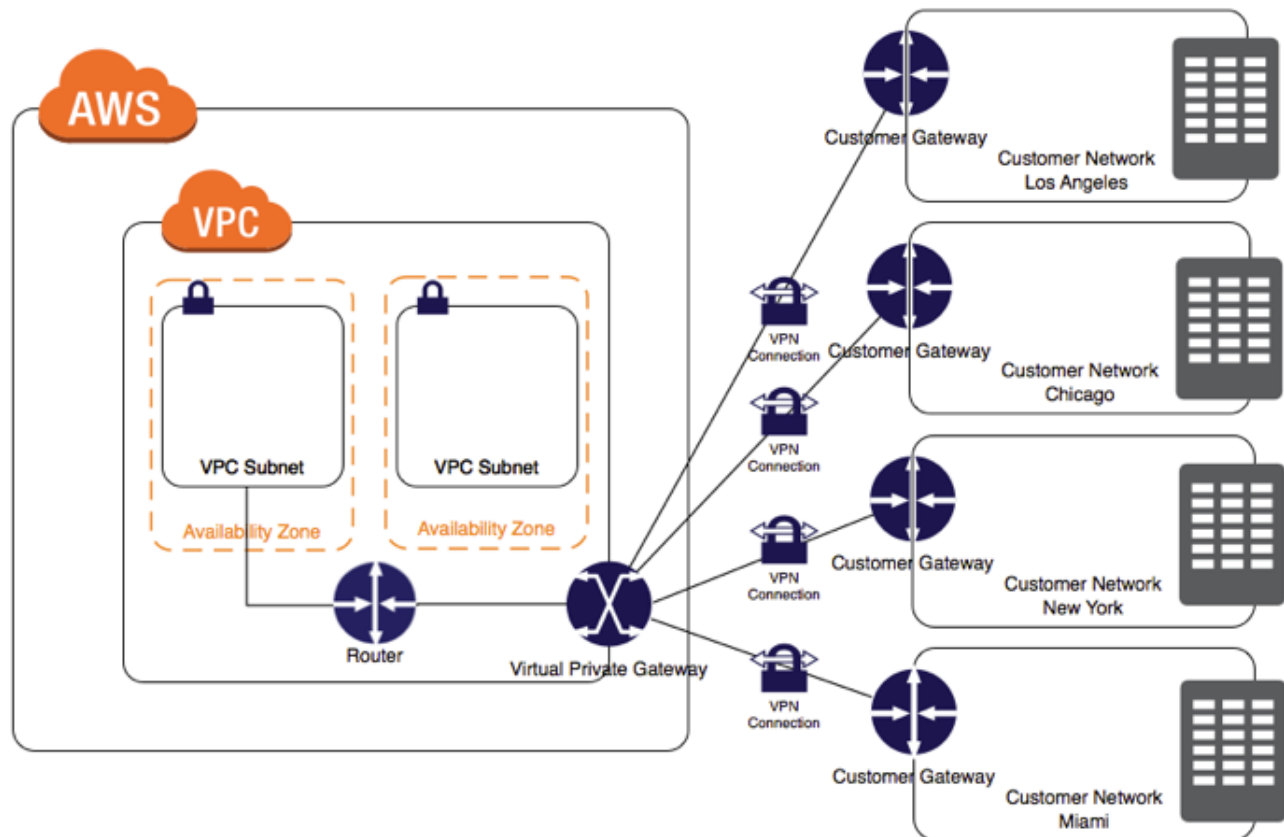 AWS
VPC
VPC Subnet
Availability Zone
VPC Subnet
Availability Zone
Router
Virtual Private Gateway
VPN
Connection
VPN
Connection
VPN
Connection
VPN
Connection
Customer Gateway
Customer Network
Los Angeles
Customer Gateway
Customer Network
Chicago
Customer Gateway
Customer Network
New York
Customer Gateway
Customer Network
Miami